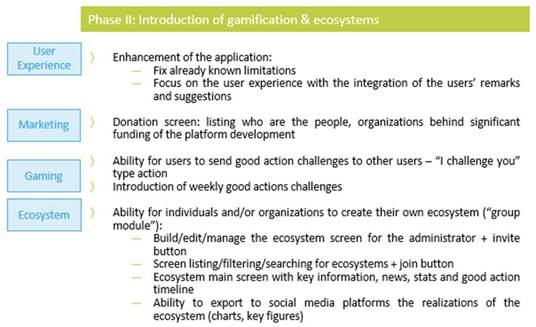 Phase II: Introduction of gamification & ecosystems
User
Experience
Enhancement of the application:
— Fix already known limitations
— Focus on the user experience with the integration of the users' remarks
and suggestions
Marketing
Donation screen: listing who are the people, organizations behind significant
funding of the platform development
Gaming
Ability for users to send good action challenges to other users – "I challenge you"
type action
Introduction of weekly good actions challenges
Ecosystem
Ability for individuals and/or organizations to create their own ecosystem ("group
module"):
— Build/edit/manage the ecosystem screen for the administrator + invite
button
— Screen listing/filtering/searching for ecosystems + join button
— Ecosystem main screen with key information, news, stats and good action
timeline
— Ability to export to social media platforms the realizations of the
ecosystem (charts, key figures)